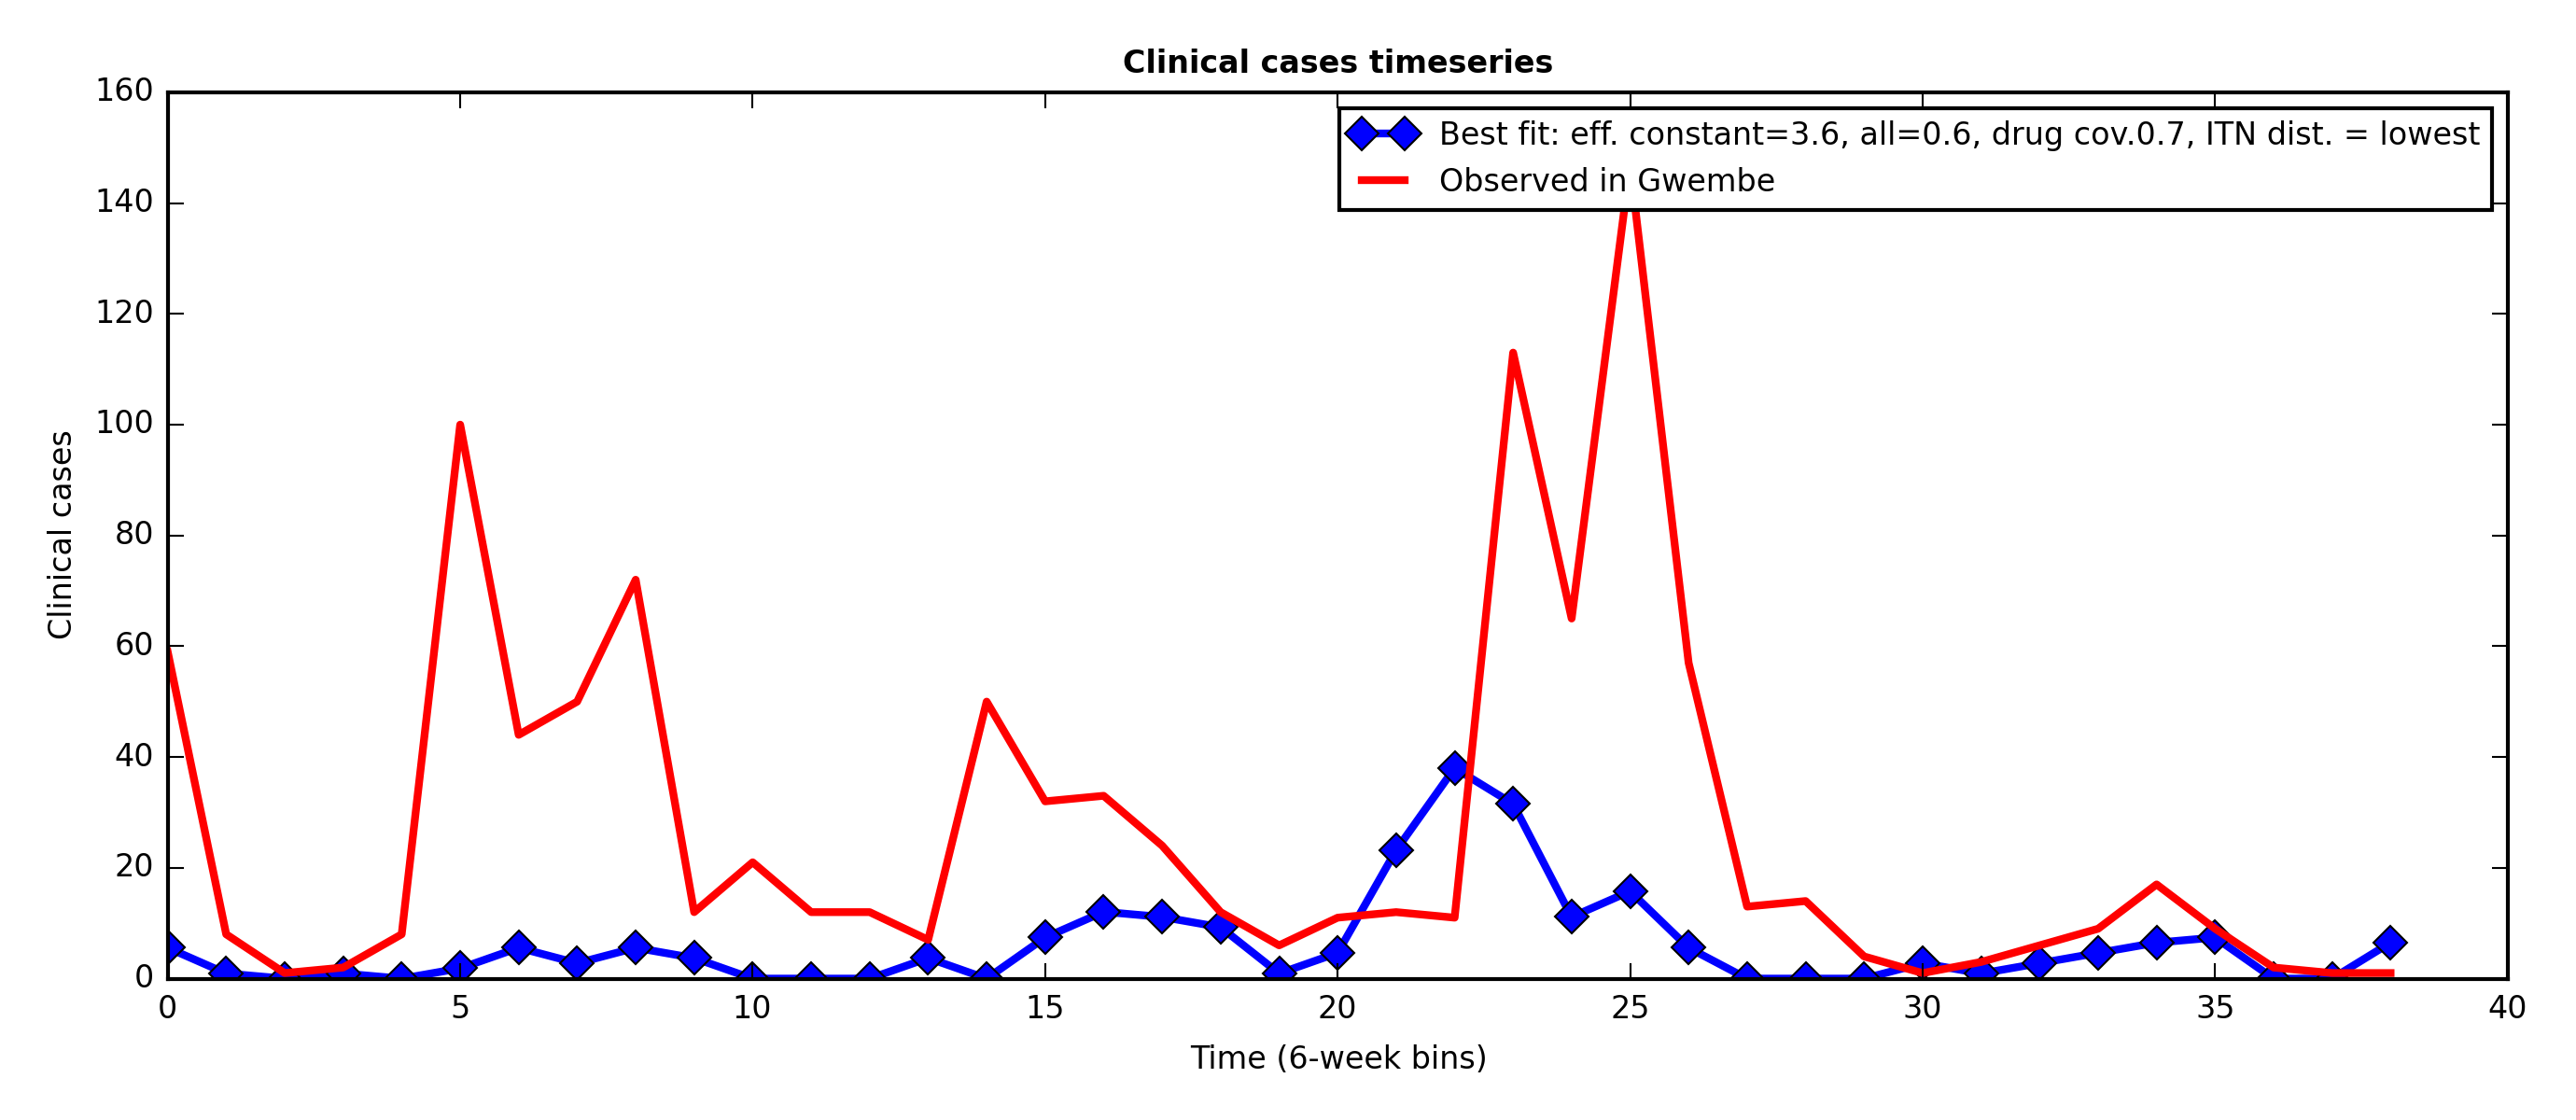 Clinical cases timeseries
160
140
120
100
80
60
40
20
0
Clinical cases
Best fit: eff. constant=3.6, all=0.6, drug cov.0.7, ITN dist. = lowest
Observed in Gwembe
0 5 10 15 20 25 30 35 40
Time (6-week bins)